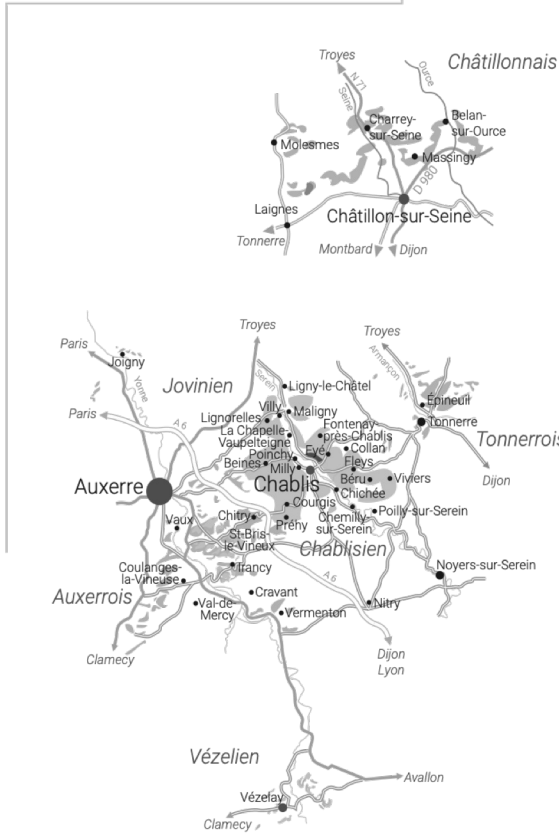 Troyes
N 71
Seine
Ource
Châtillonnais
Charrey-
sur-Seine
Belan-
sur-Ource
Molesmes
Massingy
D 980
Laignes
Châtillon-sur-Seine
Tonnerre
Montbard
Dijon
Troyes
Troyes
Paris
Joigny
Yonne
Jovinien
Serein
Armançon
Ligny-le-Châtel
Épineuil
Paris
A 6
Villy
Maligny
Lignorelles
Fontenay-
près-Chablis
Tonnerre
La Chapelle-
Vaupelteigne
Collan
Tonnerrois
Poinchy
Fyé
Fleys
Beines
Milly
Béru
Viviers
Dijon
Auxerre
Chablis
Chichée
Courgis
Chitry
Préhy
Chemilly-
sur-Serein
Poilly-sur-Serein
Vaux
St-Bris-
le-Vineux
Chablisien
Coulanges-
la-Vineuse
Irancy
A 6
Noyers-sur-Serein
Auxerrois
Cravant
Val-de-
Mercy
Vermenton
Nitry
Clamecy
Dijon
Lyon
Vézelien
Avallon
Vézelay
Clamecy